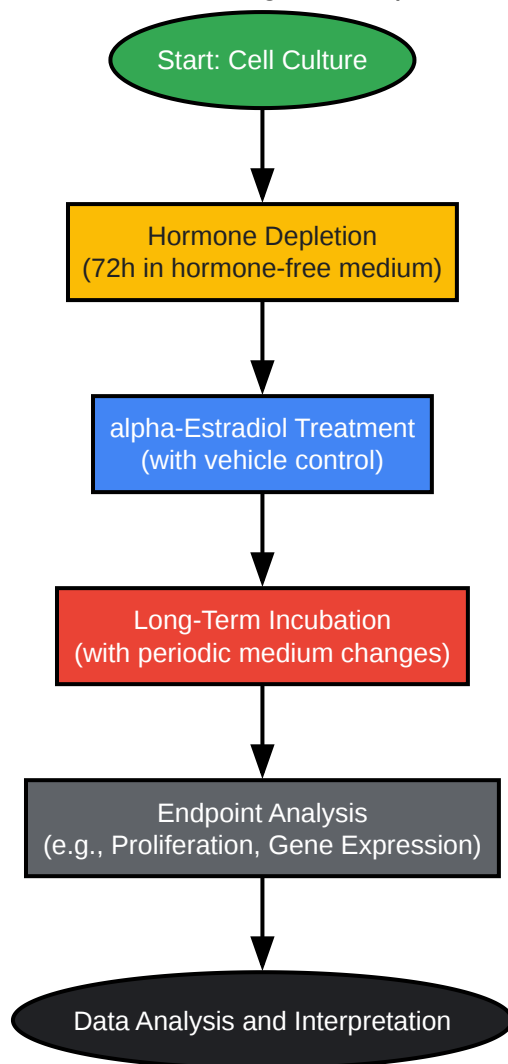 Start: Cell Culture
Hormone Depletion
(72h in hormone-free medium)
alpha-Estradiol Treatment
(with vehicle control)
Long-Term Incubation
(with periodic medium changes)
Endpoint Analysis
(e.g., Proliferation, Gene Expression)
Data Analysis and Interpretation